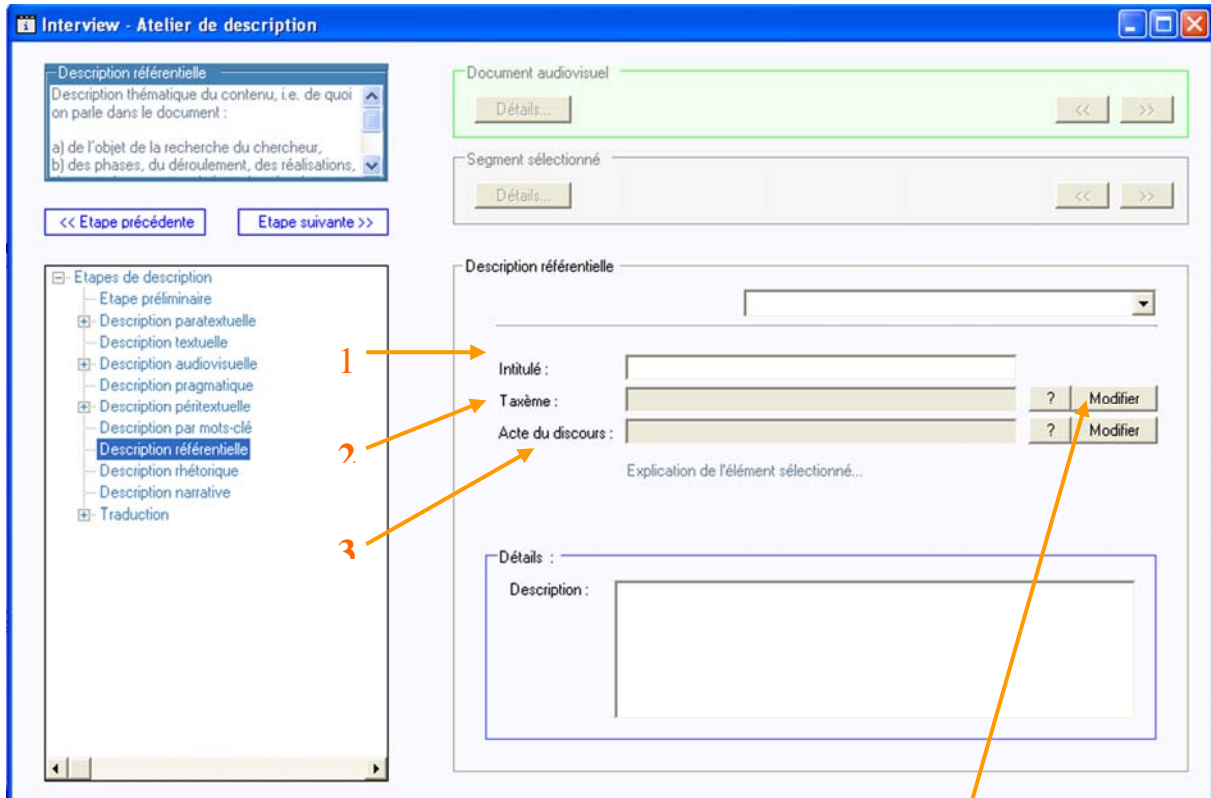 Interview - Atelier de description
Description référentielle
Description thématique du contenu, i.e. de quoi
on parle dans le document :
a) de l'objet de la recherche du chercheur,
b) des phases, du déroulement, des réalisations,
<< Etape précédente
Etape suivante >>
Etapes de description
Etape préliminaire
Description paratextuelle
Description textuelle
Description audiovisuelle
Description pragmatique
Description péritextuelle
Description par mots-clé
Description référentielle
Description rhétorique
Description narrative
Traduction
Document audiovisuel
Détails...
<<
>>
Segment sélectionné
Détails...
<<
>>
Description référentielle
1
Intitulé :
2
Taxème :
?
Modifier
3
Acte du discours :
?
Modifier
Explication de l'élément sélectionné...
Détails :
Description :